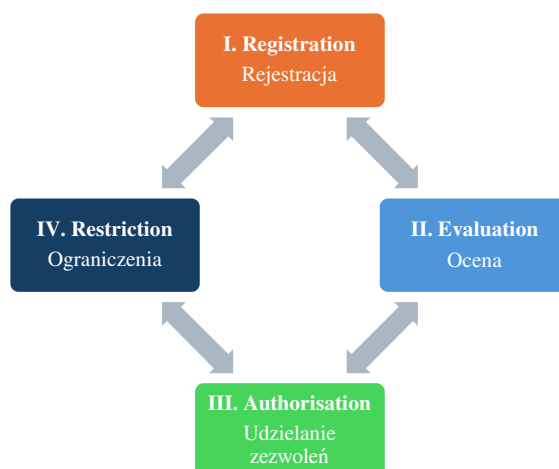 I. Registration
Rejestracja
IV. Restriction
Ograniczenia
II. Evaluation
Ocena
III. Authorisation
Udzielanie
zezwoleń